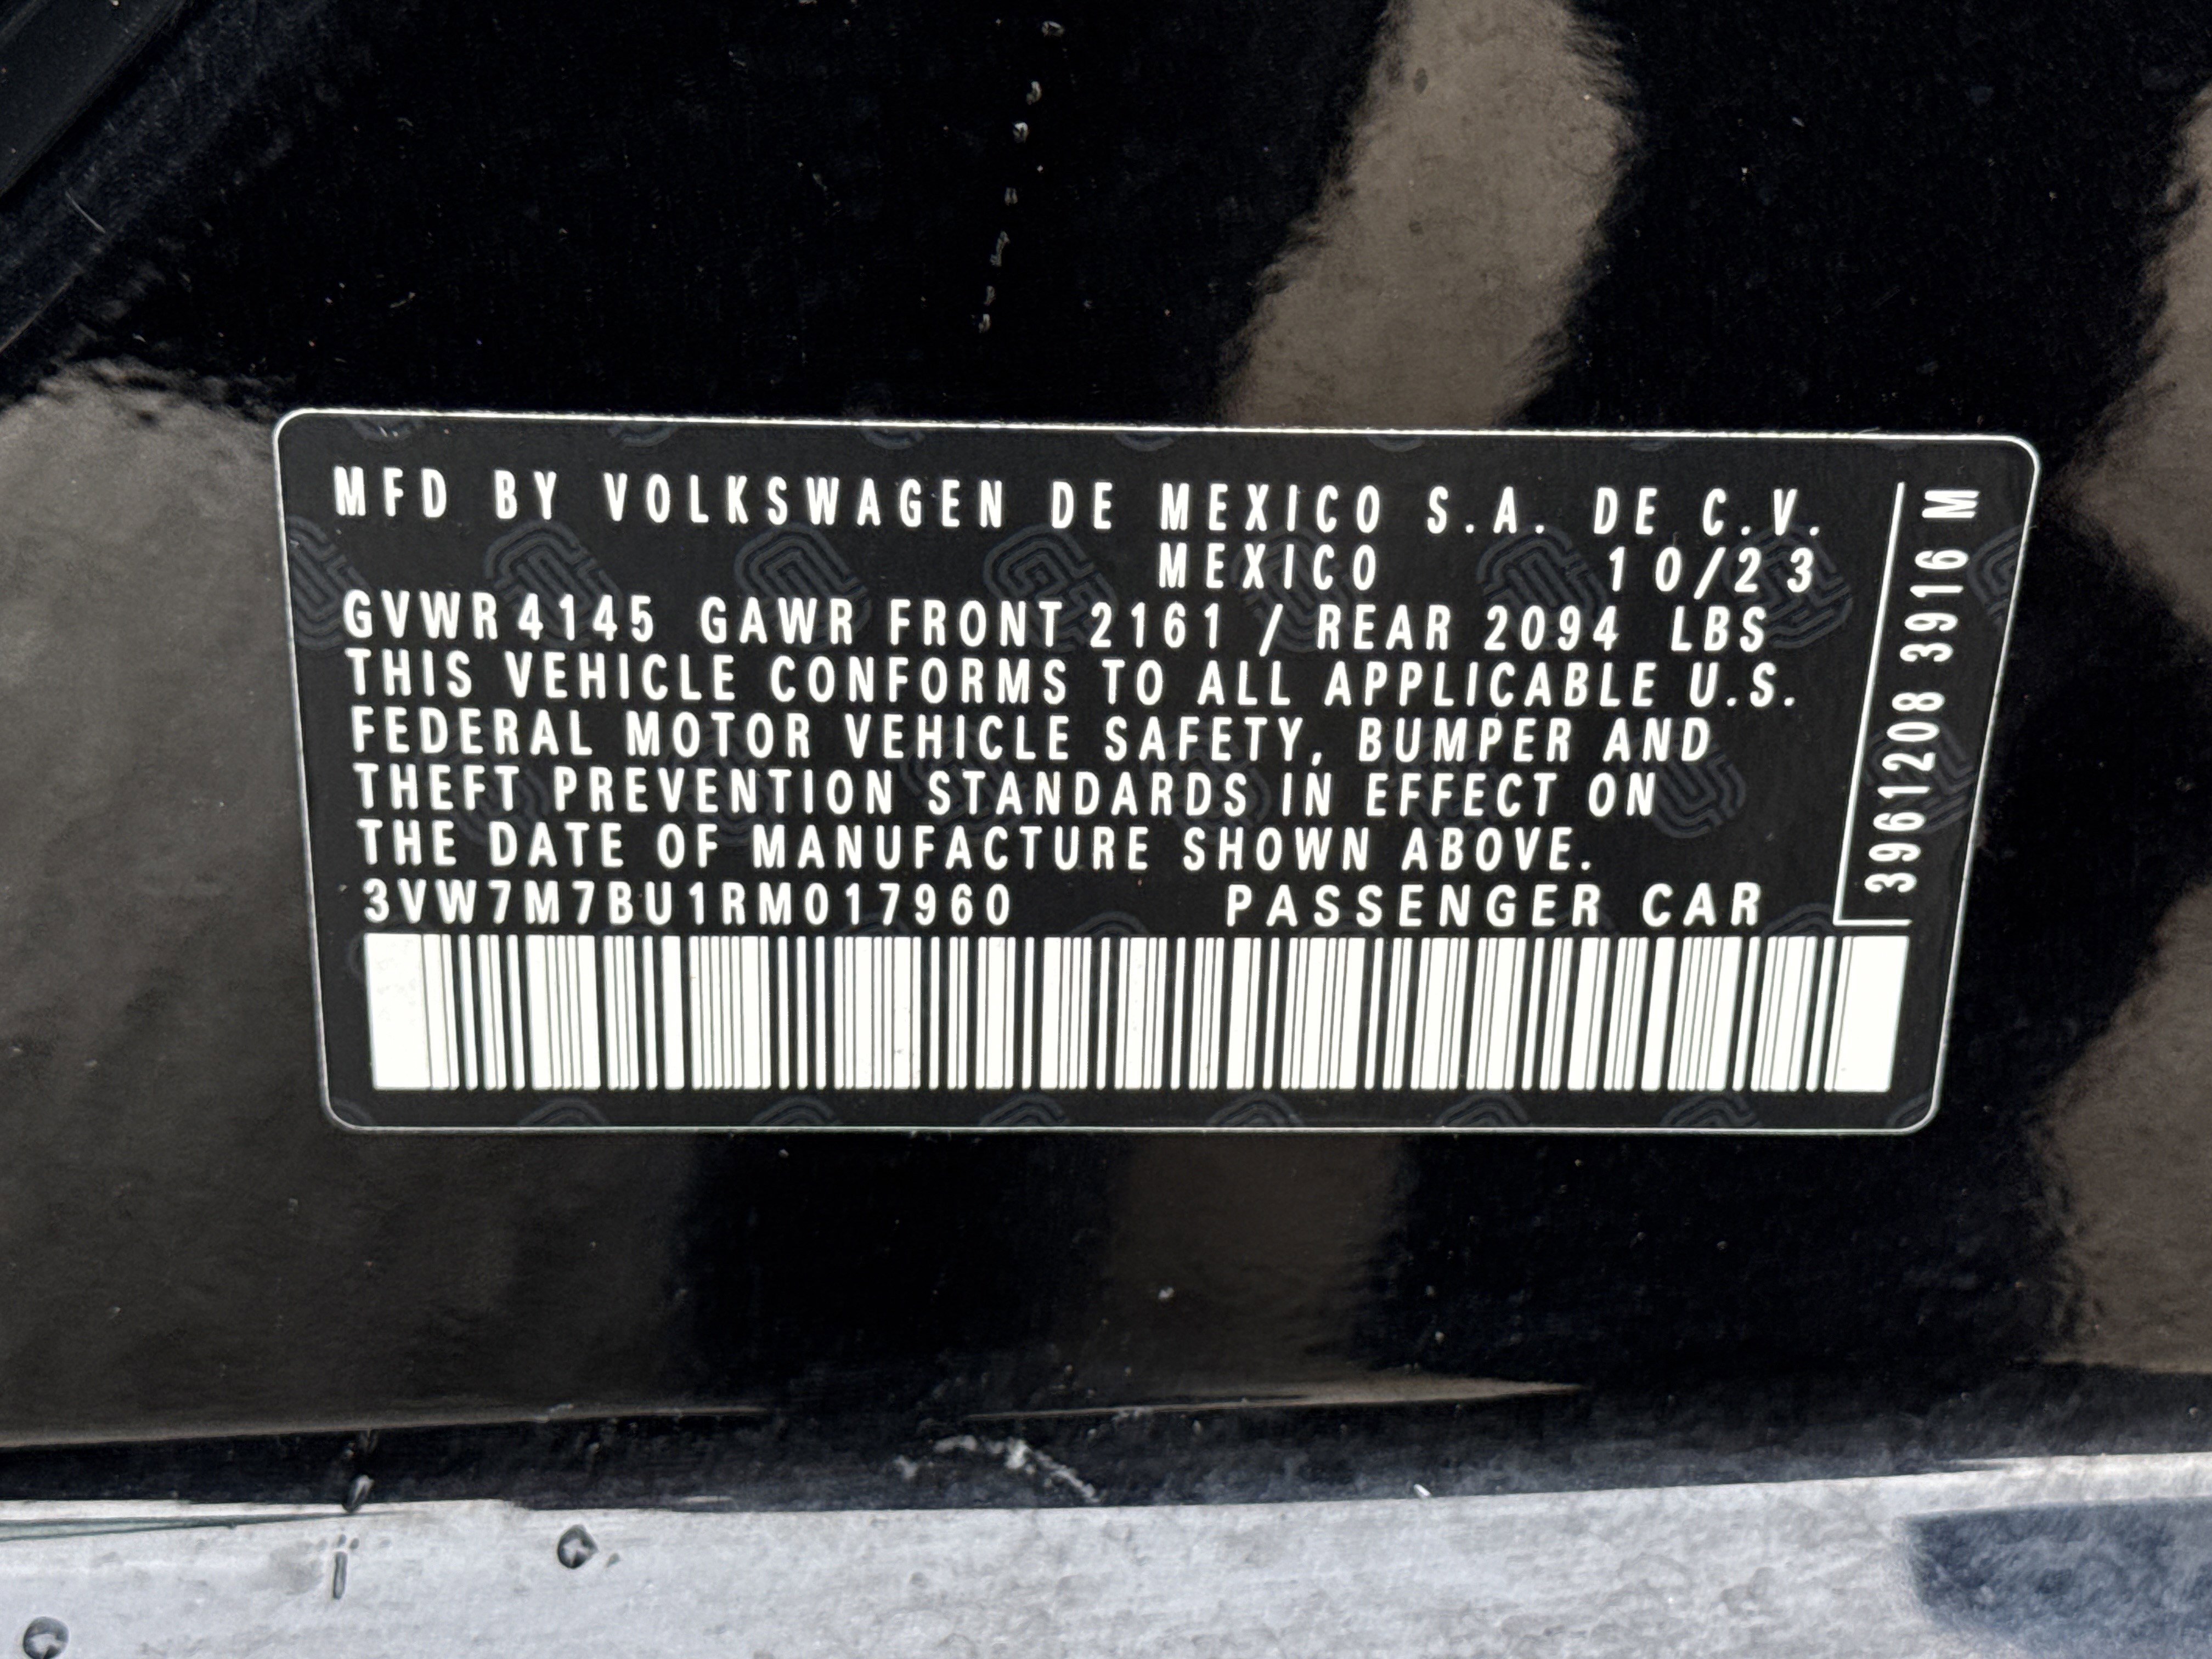 MFD BY VOLKSWAGEN DE MEXICO S.A. DE C.V.
MEXICO 10/23
GVWR 4145 GAWR FRONT 2161 / REAR 2094 LBS
THIS VEHICLE CONFORMS TO ALL APPLICABLE U.S.
FEDERAL MOTOR VEHICLE SAFETY, BUMPER AND
THEFT PREVENTION STANDARDS IN EFFECT ON
THE DATE OF MANUFACTURE SHOWN ABOVE.
3VW7M7BU1RM017960 PASSENGER CAR
3961208 3916 M